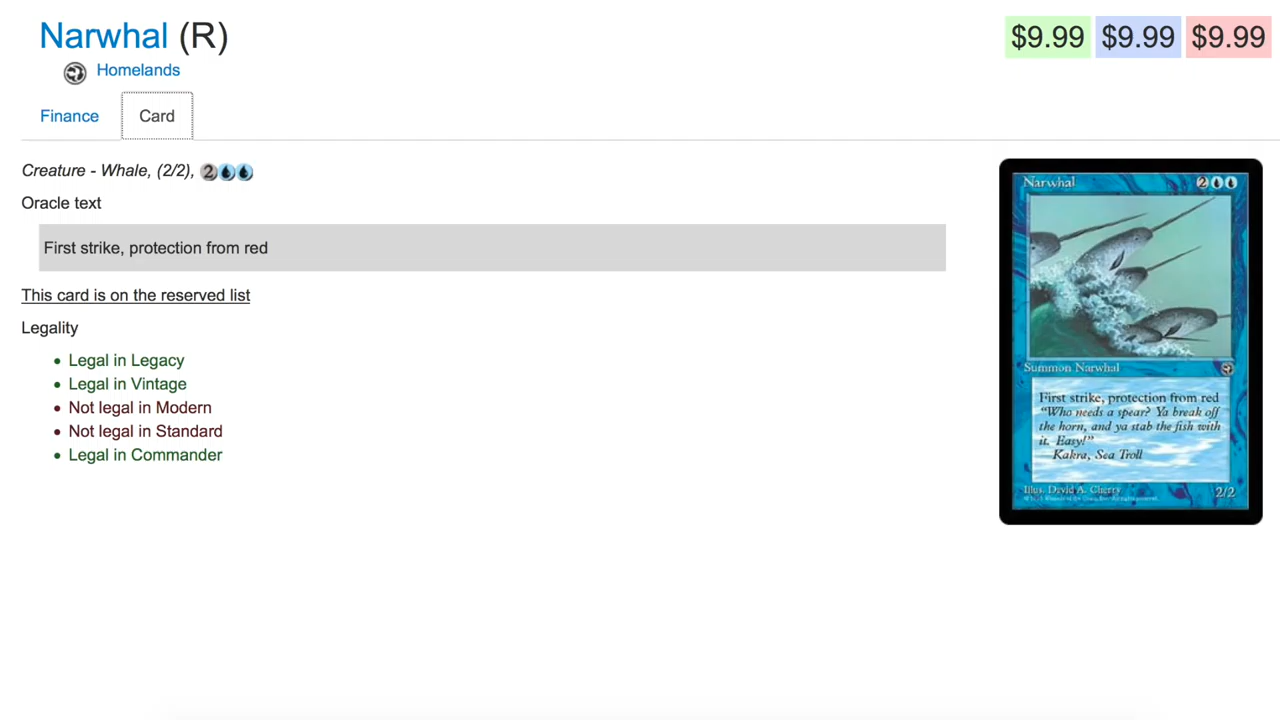 Narwhal (R)
$9.99 $9.99 $9.99
Homelands
Finance
Card
Creature - Whale, (2/2), 2
Oracle text
First strike, protection from red
This card is on the reserved list
Legality
Legal in Legacy
Legal in Vintage
Not legal in Modern
Not legal in Standard
Legal in Commander
Narwhal 2
Summon Narwhal
First strike, protection from red
"Who needs a spear? Ya break off
the horn, and ya stab the fish with
it. Easy!"
Kakra, Sea Troll
Illus. David A. Cherry
2/2